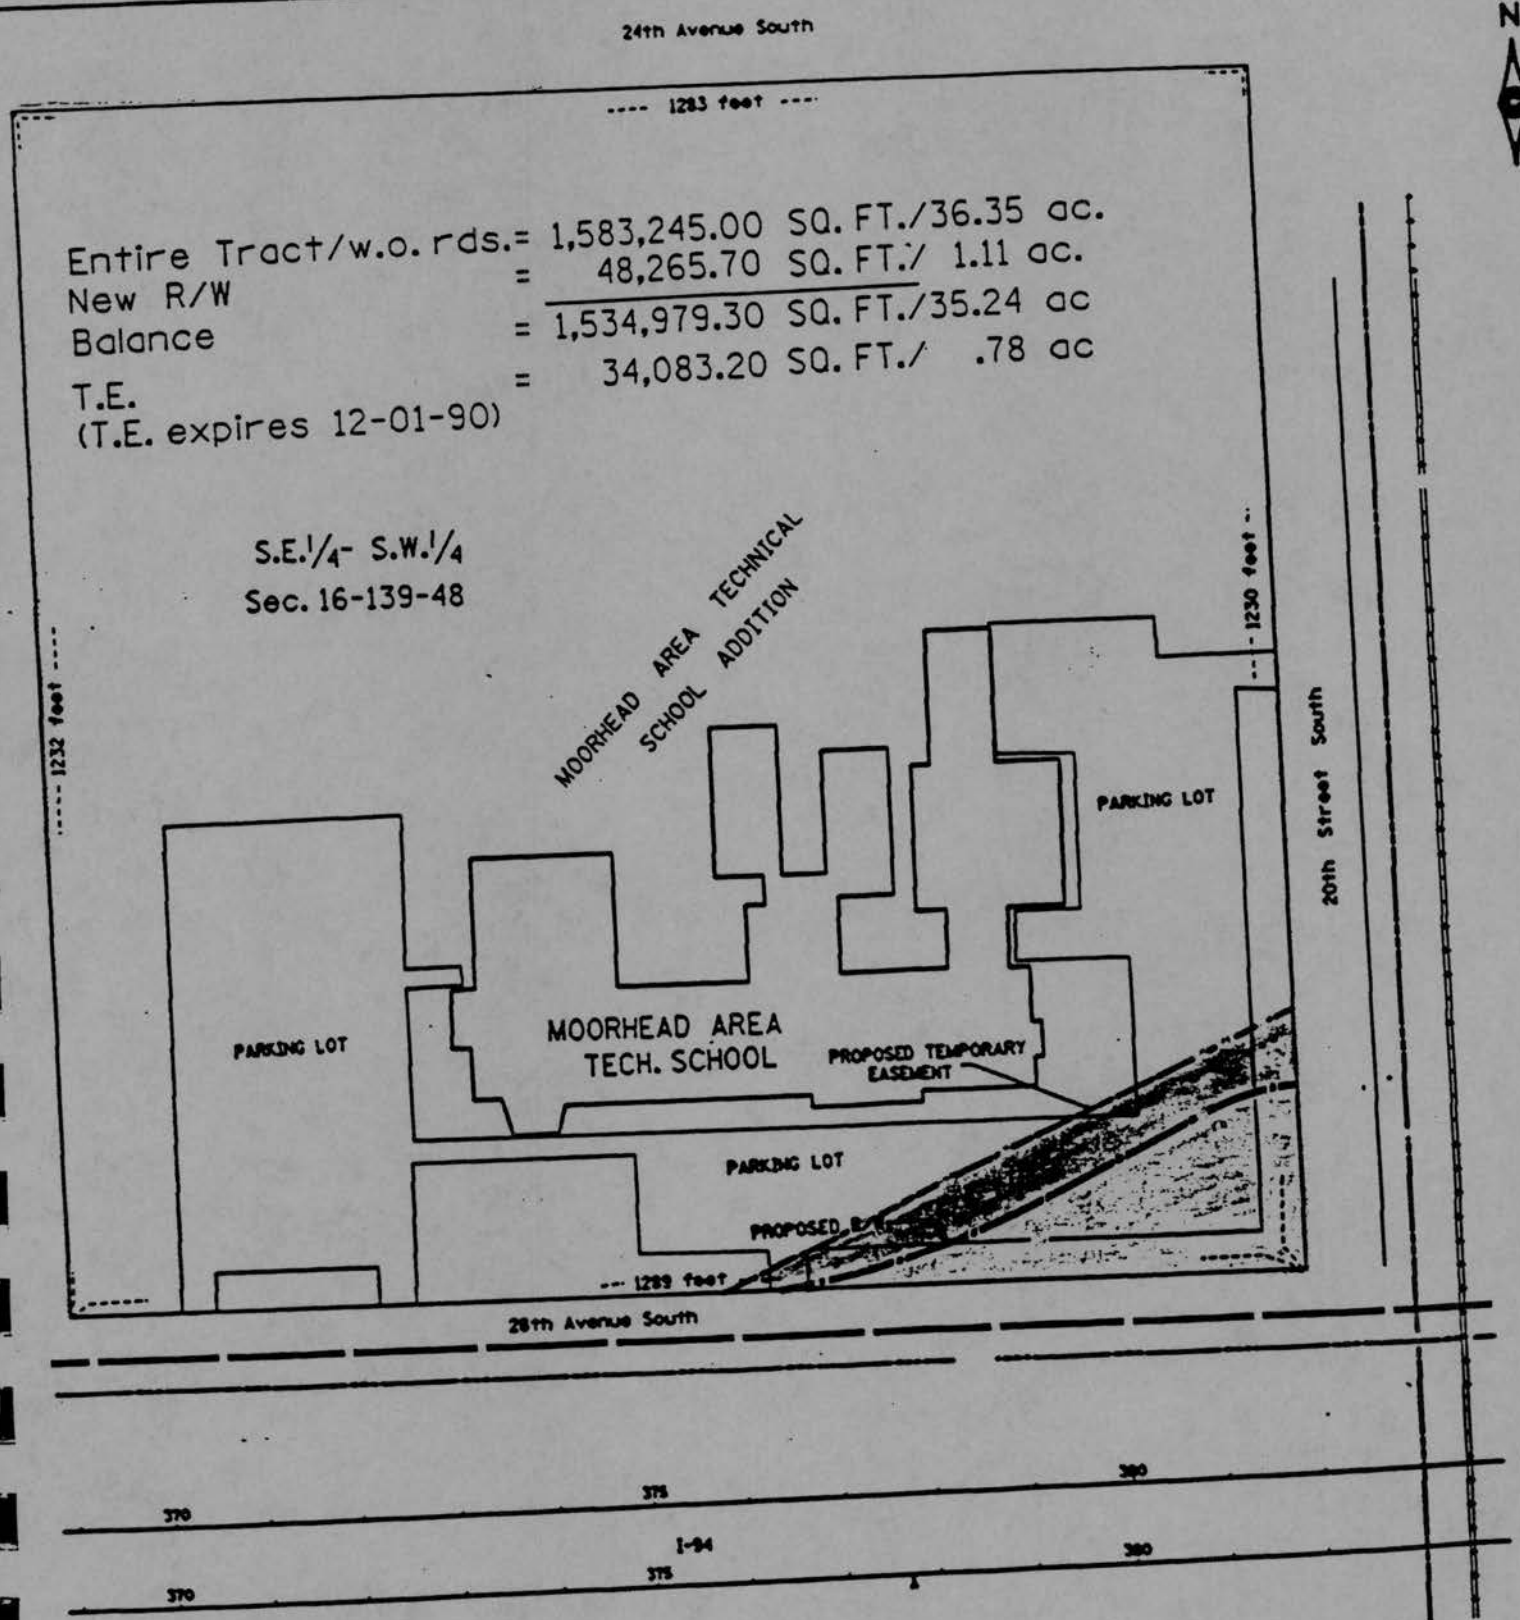 24th Avenue South
N
---- 1283 feet ----
Entire Tract/w.o. rds.= 1,583,245.00 SQ. FT./36.35 ac.
New R/W = 48,265.70 SQ. FT./ 1.11 ac.
Balance = 1,534,979.30 SQ. FT./35.24 ac
T.E. = 34,083.20 SQ. FT./ .78 ac
(T.E. expires 12-01-90)
S.E.1/4- S.W.1/4
Sec. 16-139-48
MOORHEAD AREA TECHNICAL
SCHOOL ADDITION
---- 1230 feet --
---- 1232 feet ----
20th Street South
PARKING LOT
PARKING LOT
MOORHEAD AREA
TECH. SCHOOL
PROPOSED TEMPORARY
EASEMENT
PARKING LOT
PROPOSED
--- 1289 feet
28th Avenue South
370
375
380
I-94
370
375
380